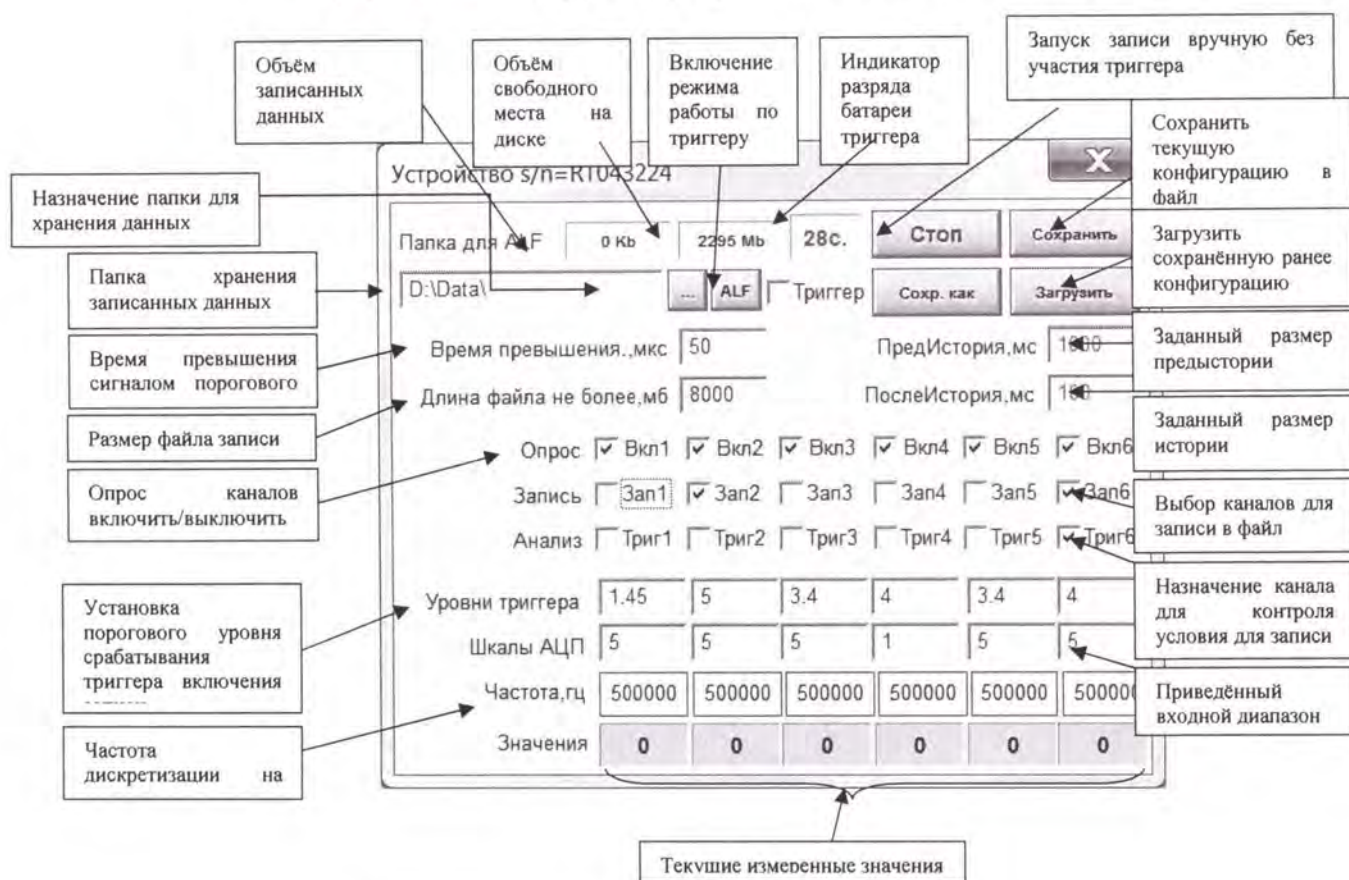 Объём
записанных
данных
Объём
свободного
места на
диске
Включение
режима
работы по
триггеру
Индикатор
разряда
батареи
триггера
Запуск записи вручную без
участия триггера
Сохранить
текущую
конфигурацию в
файл
Назначение папки для
хранения данных
Загрузить
сохранённую ранее
конфигурацию
Папка хранения
записанных данных
Заданный размер
предыстории
Время превышения
сигналом порогового
Заданный размер
истории
Размер файла записи
Опрос каналов
включить/выключить
Выбор каналов для
записи в файл
Назначение канала
для контроля
условия для записи
Установка
порогового уровня
срабатывания
триггера включения
Приведённый
входной диапазон
Частота
дискретизации на
Устройство s/n=RT043224
X
Папка для ALF 0 Kb 2295 Mb 28с. Стоп Сохранить
D:\Data\ ... ALF Триггер Сохр. как Загрузить
Время превышения.,мкс 50 ПредИстория,мс 1000
Длина файла не более,мб 8000 ПослеИстория,мс
Опрос Вкл1 Вкл2 Вкл3 Вкл4 Вкл5 Вкл6
Запись Зап1 Зап2 Зап3 Зап4 Зап5 Зап6
Анализ Триг1 Триг2 Триг3 Триг4 Триг5 Триг6
Уровни триггера 1.45 5 3.4 4 3.4 4
Шкалы АЦП 5 5 5 1 5 5
Частота,гц 500000 500000 500000 500000 500000 500000
Значения 0 0 0 0 0 0
Текущие измеренные значения